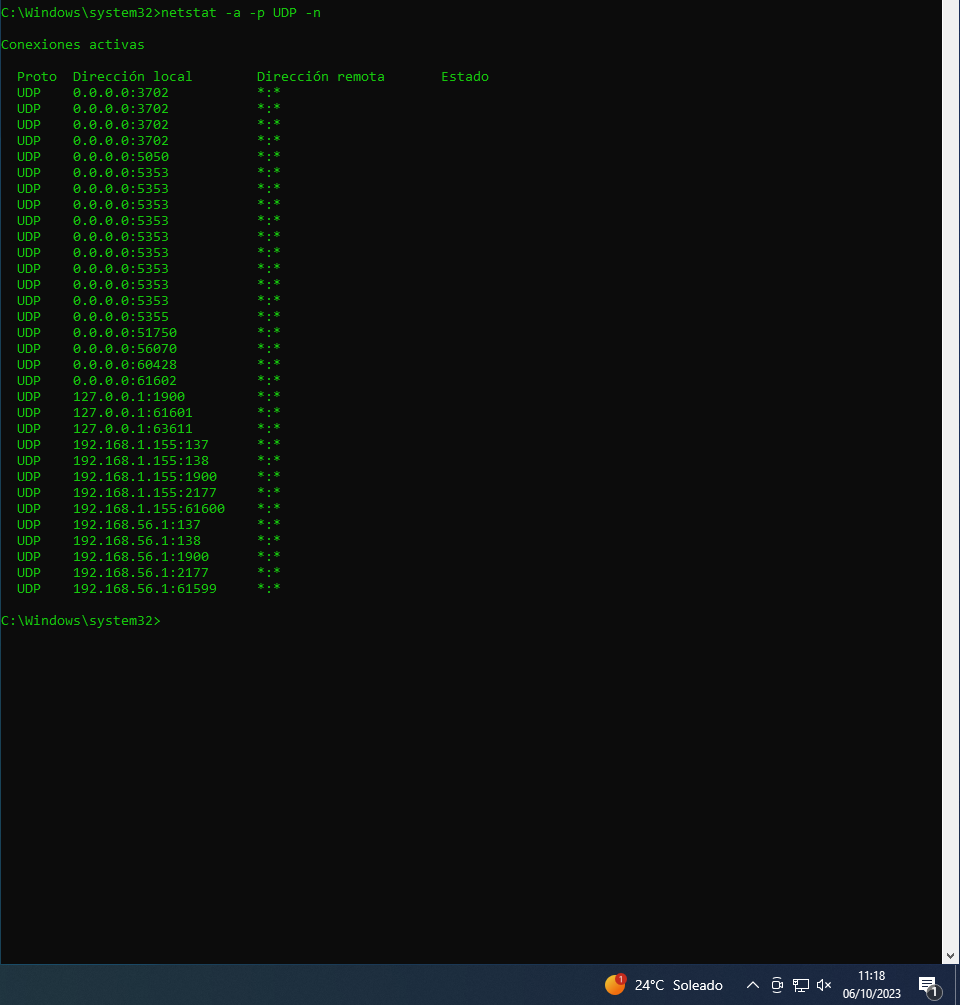 C:\Windows\system32>netstat -a -p UDP -n
Conexiones activas
Proto Dirección local Dirección remota Estado
UDP 0.0.0.0:3702 *:*
UDP 0.0.0.0:3702 *:*
UDP 0.0.0.0:3702 *:*
UDP 0.0.0.0:3702 *:*
UDP 0.0.0.0:5050 *:*
UDP 0.0.0.0:5353 *:*
UDP 0.0.0.0:5353 *:*
UDP 0.0.0.0:5353 *:*
UDP 0.0.0.0:5353 *:*
UDP 0.0.0.0:5353 *:*
UDP 0.0.0.0:5353 *:*
UDP 0.0.0.0:5353 *:*
UDP 0.0.0.0:5353 *:*
UDP 0.0.0.0:5353 *:*
UDP 0.0.0.0:5355 *:*
UDP 0.0.0.0:51750 *:*
UDP 0.0.0.0:56070 *:*
UDP 0.0.0.0:60428 *:*
UDP 0.0.0.0:61602 *:*
UDP 127.0.0.1:1900 *:*
UDP 127.0.0.1:61601 *:*
UDP 127.0.0.1:63611 *:*
UDP 192.168.1.155:137 *:*
UDP 192.168.1.155:138 *:*
UDP 192.168.1.155:1900 *:*
UDP 192.168.1.155:2177 *:*
UDP 192.168.1.155:61600 *:*
UDP 192.168.56.1:137 *:*
UDP 192.168.56.1:138 *:*
UDP 192.168.56.1:1900 *:*
UDP 192.168.56.1:2177 *:*
UDP 192.168.56.1:61599 *:*
C:\Windows\system32>
1 24°C Soleado 11:18
06/10/2023 1